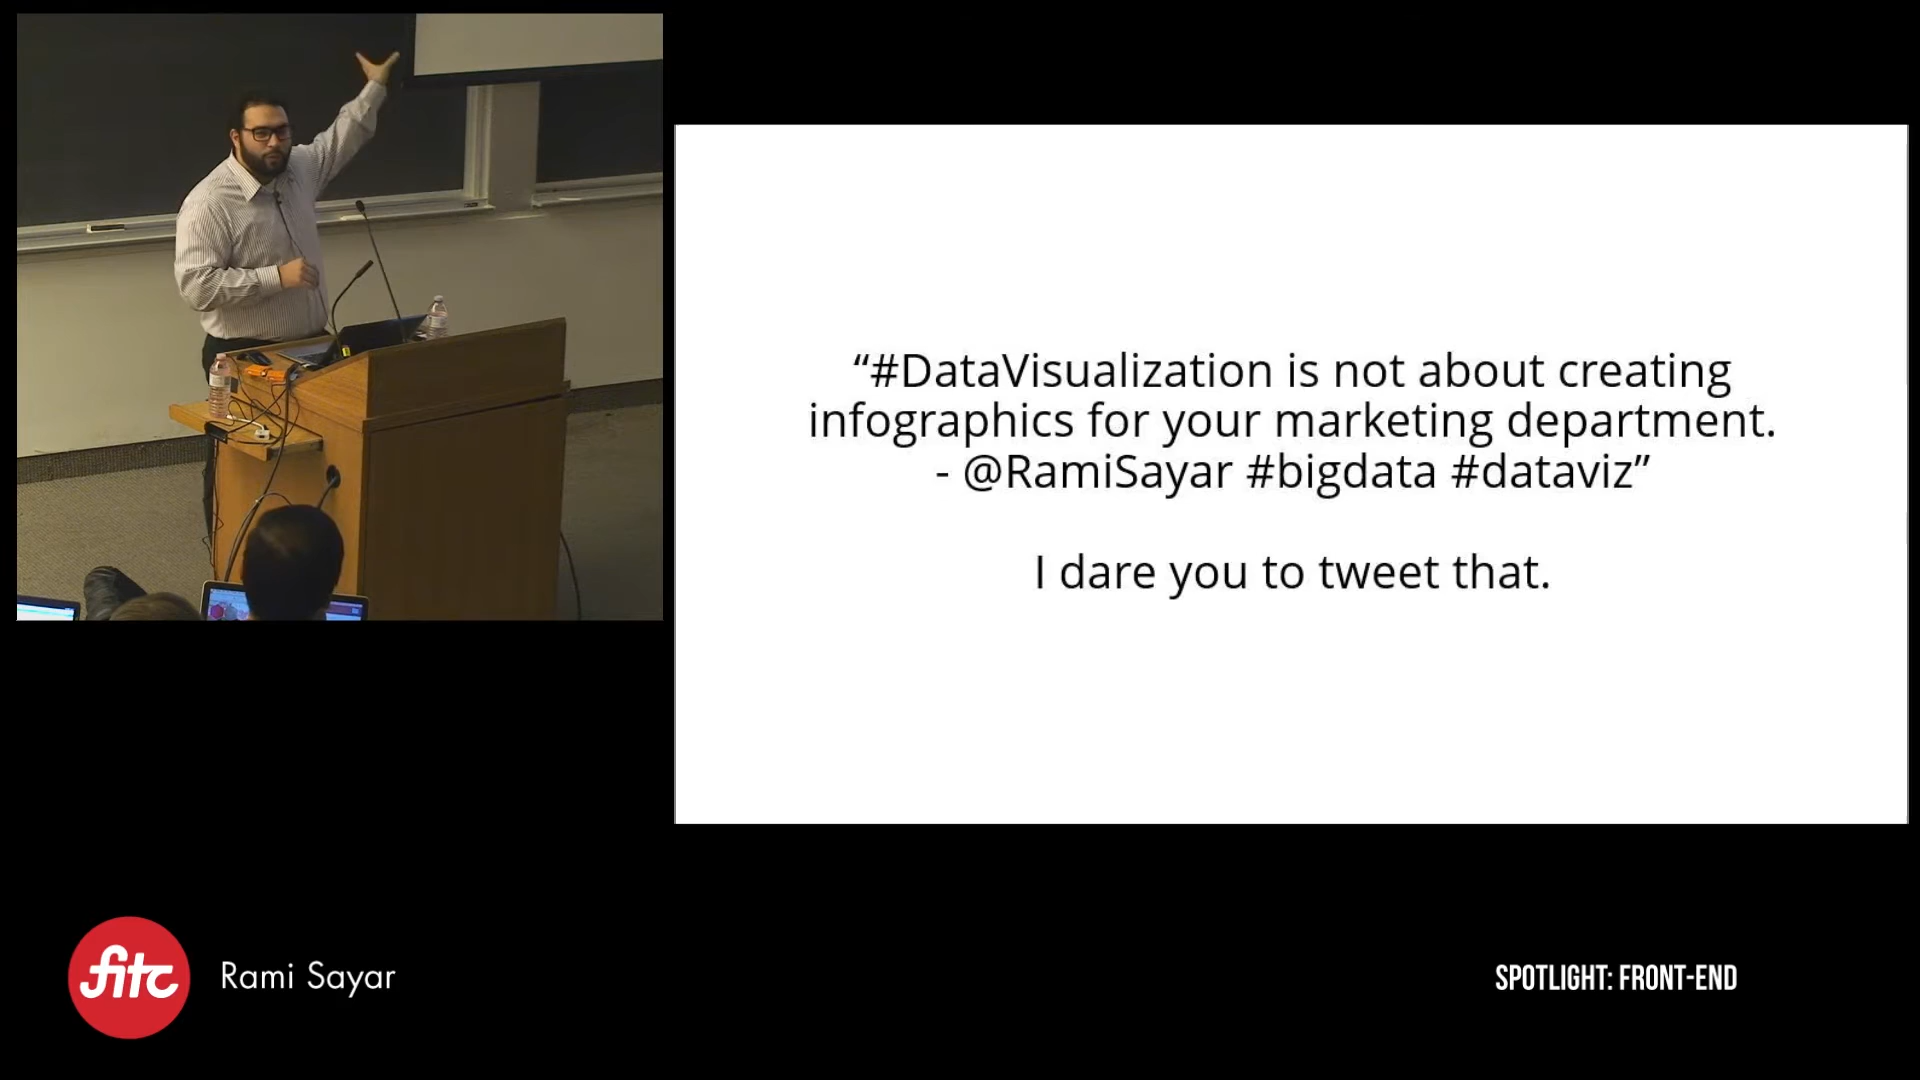 “#DataVisualization is not about creating
infographics for your marketing department.
- @RamiSayar #bigdata #dataviz”
I dare you to tweet that.
fitc
Rami Sayar
SPOTLIGHT: FRONT-END